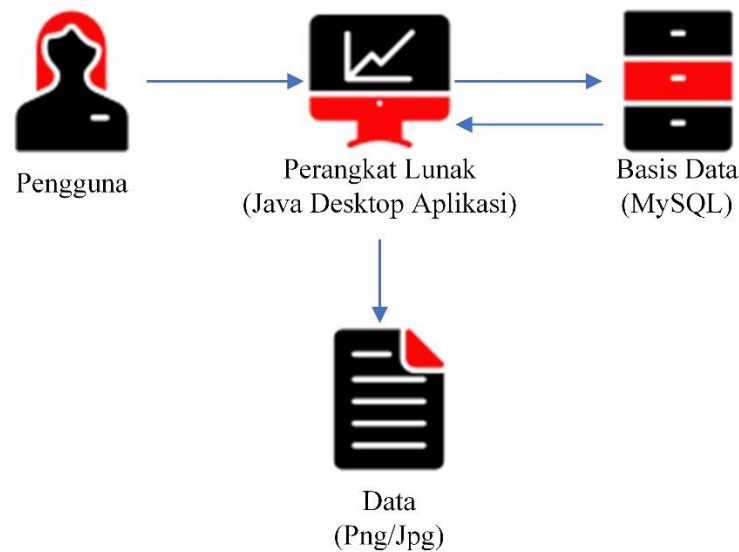 Pengguna
Perangkat Lunak
(Java Desktop Aplikasi)
Basis Data
(MySQL)
Data
(Png/Jpg)